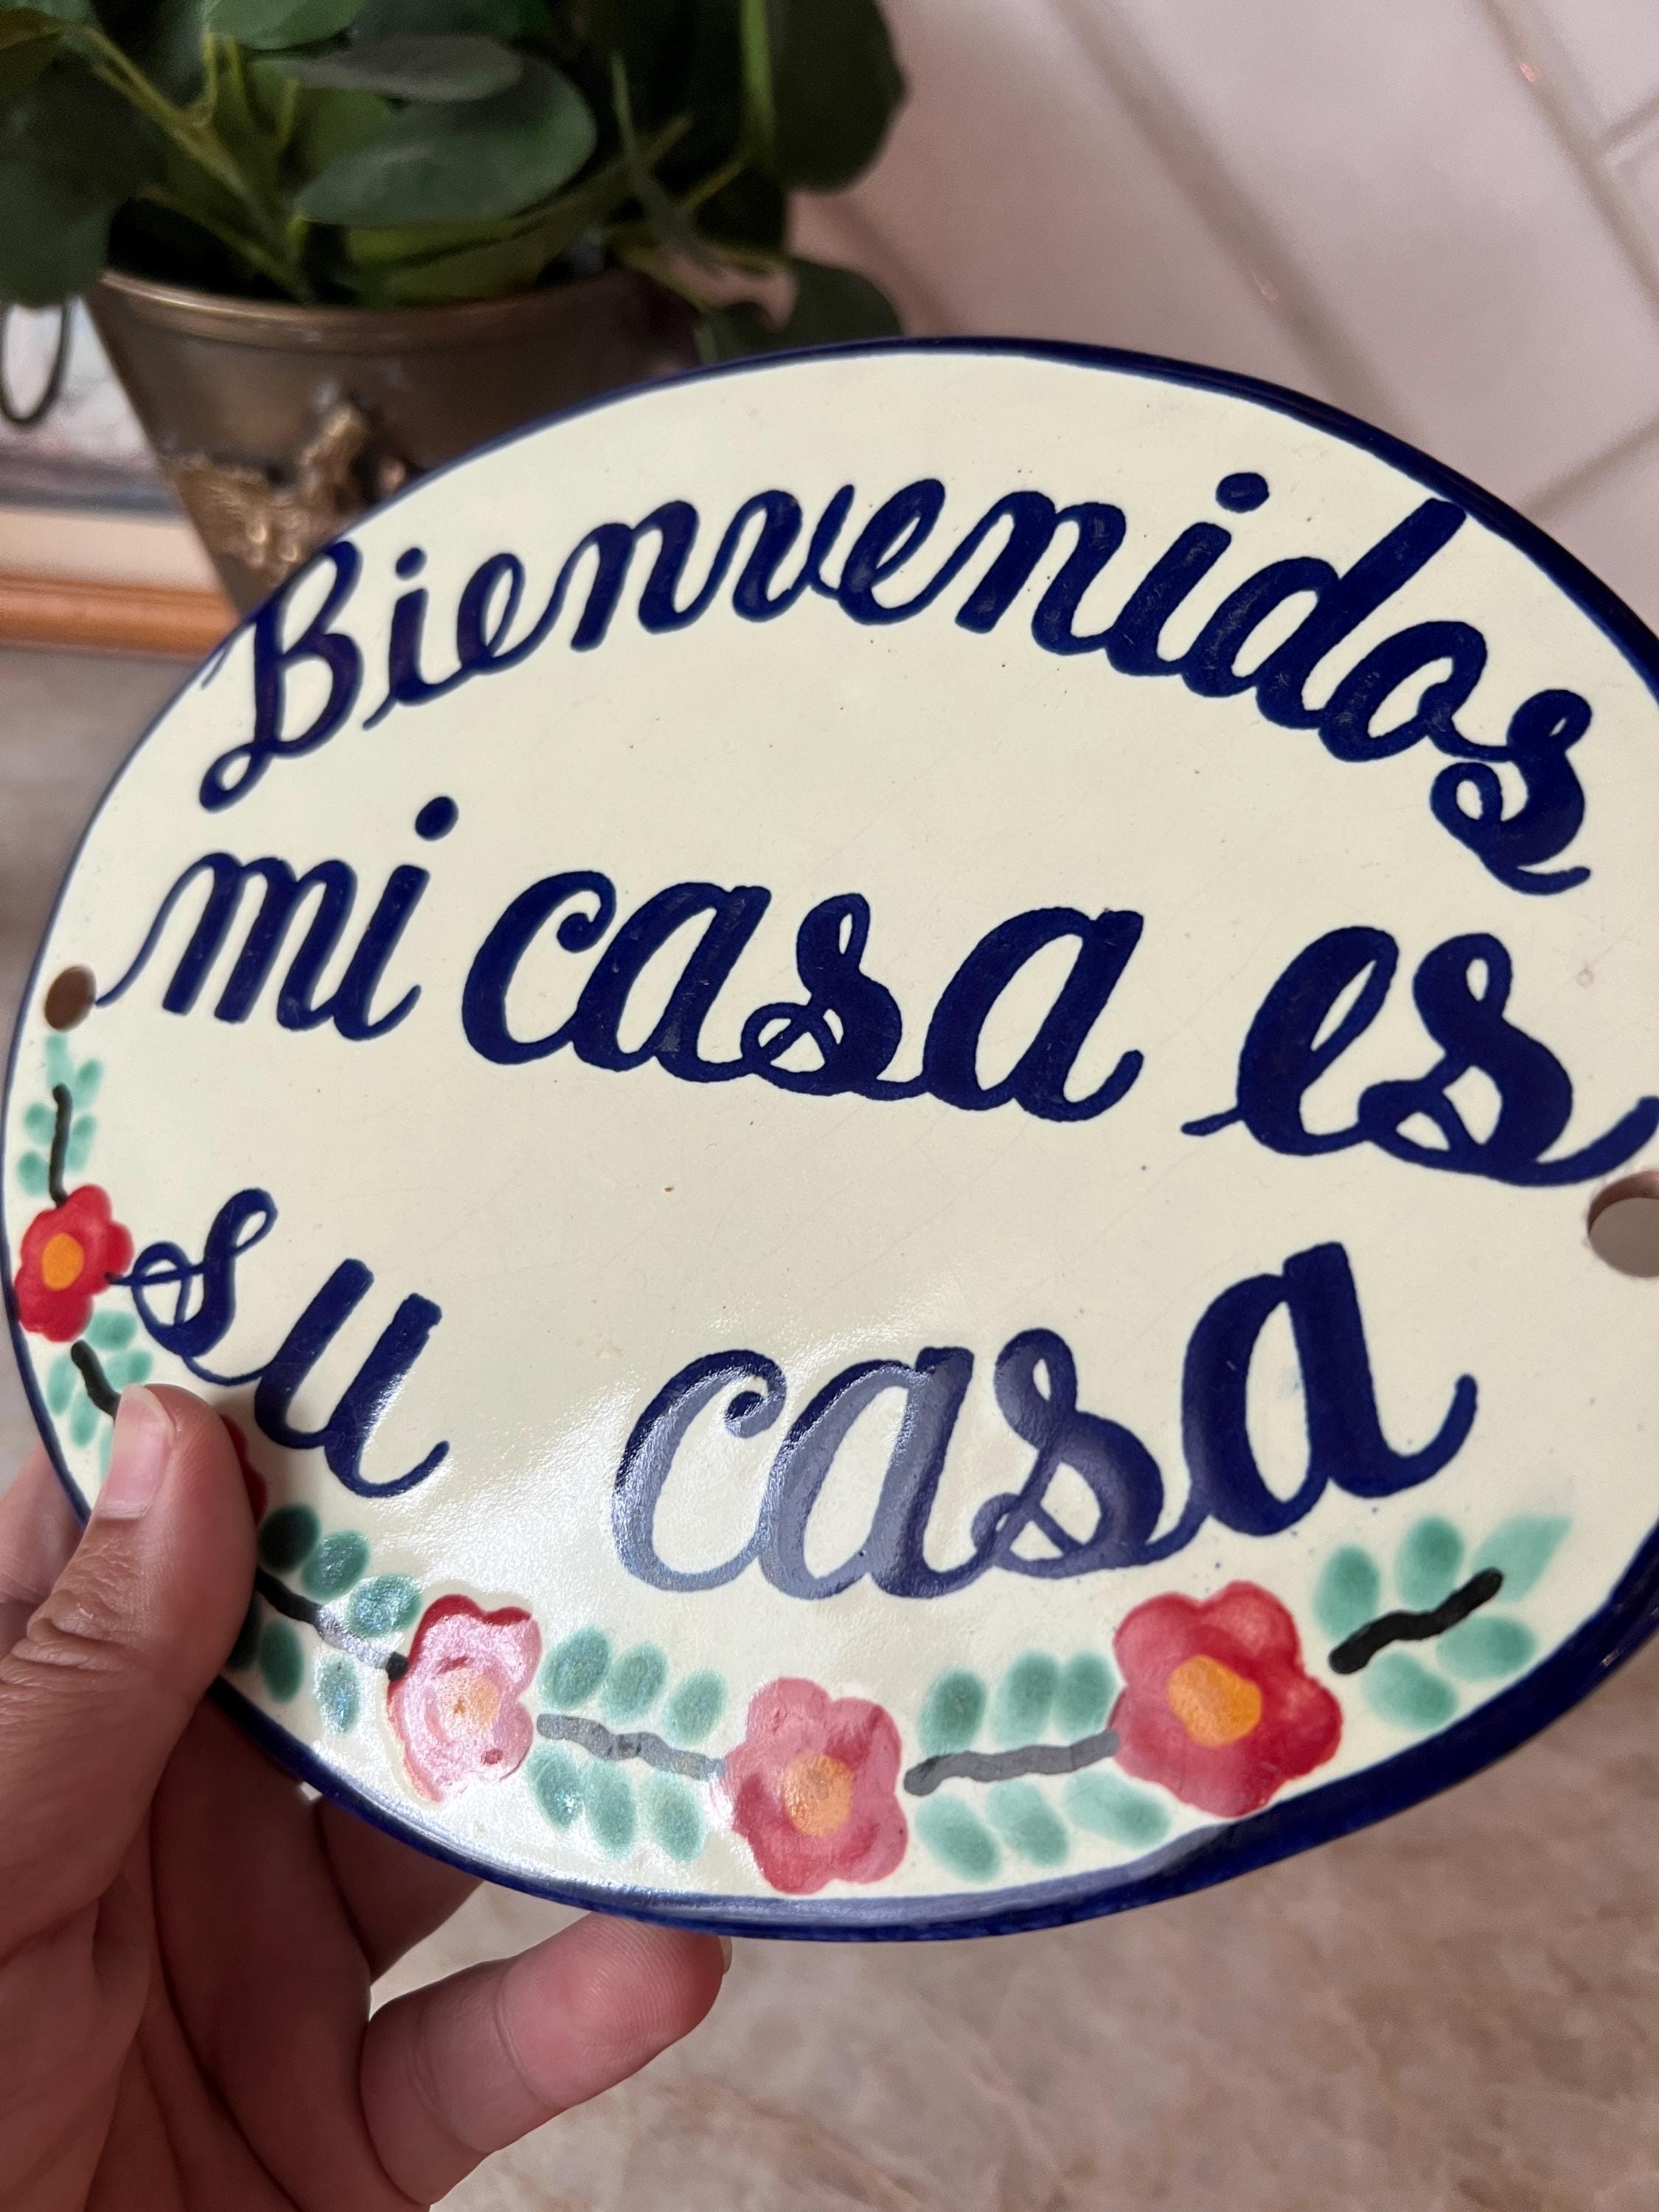 Bienvenidos
mi casa es
su casa